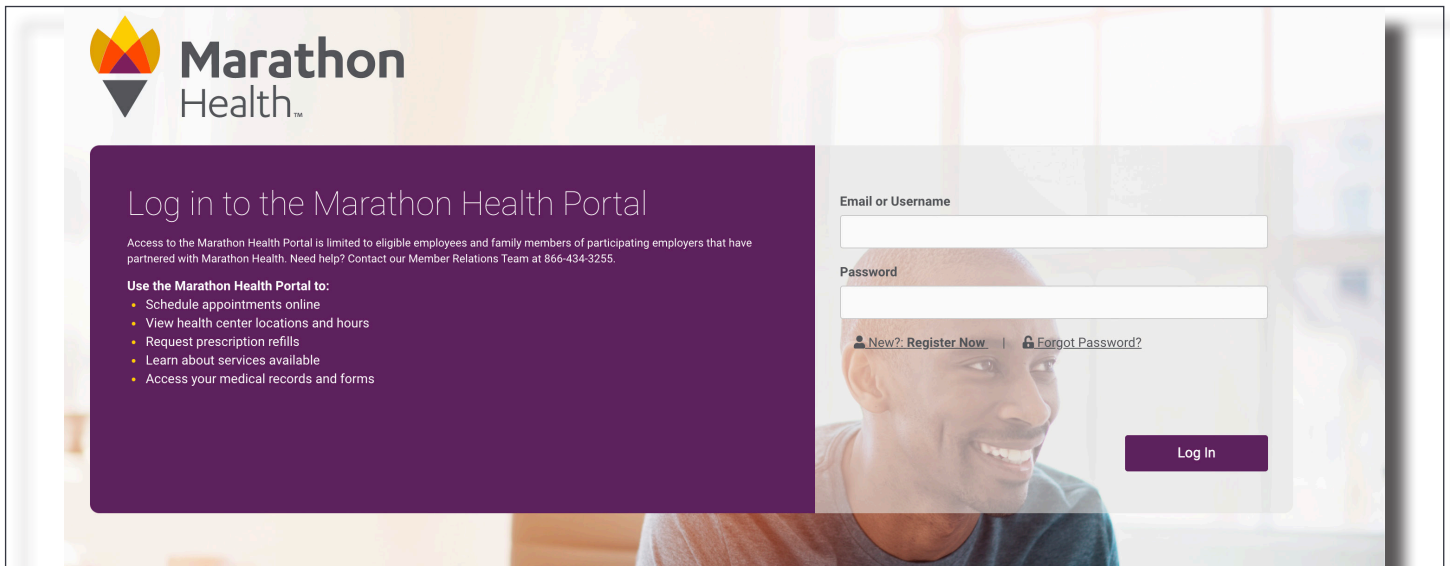 Marathon
Health™
Log in to the Marathon Health Portal
Access to the Marathon Health Portal is limited to eligible employees and family members of participating employers that have
partnered with Marathon Health. Need help? Contact our Member Relations Team at 866-434-3255.
Use the Marathon Health Portal to:
• Schedule appointments online
• View health center locations and hours
• Request prescription refills
• Learn about services available
• Access your medical records and forms
Email or Username
Password
New?: Register Now | Forgot Password?
Log In